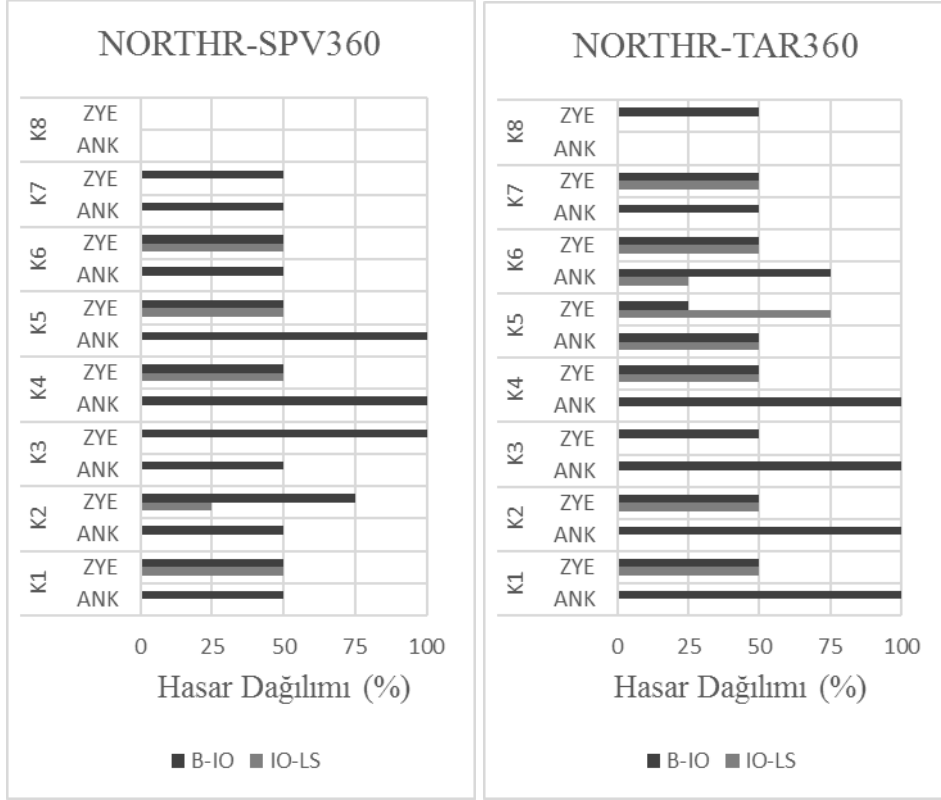 NORTHR-SPV360
K8
ZYE
ANK
K7
ZYE
ANK
K6
ZYE
ANK
K5
ZYE
ANK
K4
ZYE
ANK
K3
ZYE
ANK
K2
ZYE
ANK
K1
ZYE
ANK
0 25 50 75 100
Hasar Dağılımı (%)
B-IO IO-LS
NORTHR-TAR360
K8
ZYE
ANK
K7
ZYE
ANK
K6
ZYE
ANK
K5
ZYE
ANK
K4
ZYE
ANK
K3
ZYE
ANK
K2
ZYE
ANK
K1
ZYE
ANK
0 25 50 75 100
Hasar Dağılımı (%)
B-IO IO-LS